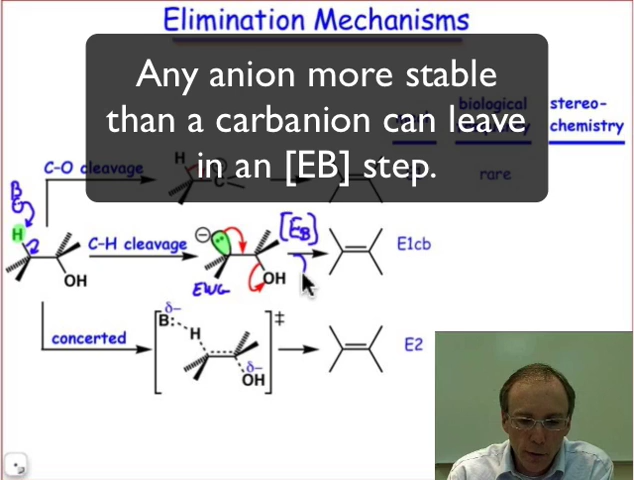 Elimination Mechanisms
Any anion more stable
than a carbanion can leave
in an [EB] step.
biological
stereo-
chemistry
C-O cleavage
H
C
rare
B
H
OH
C-H cleavage
EWG
OH
[EB]
E1cb
concerted
δ-
B:
H
δ-
OH
‡
E2